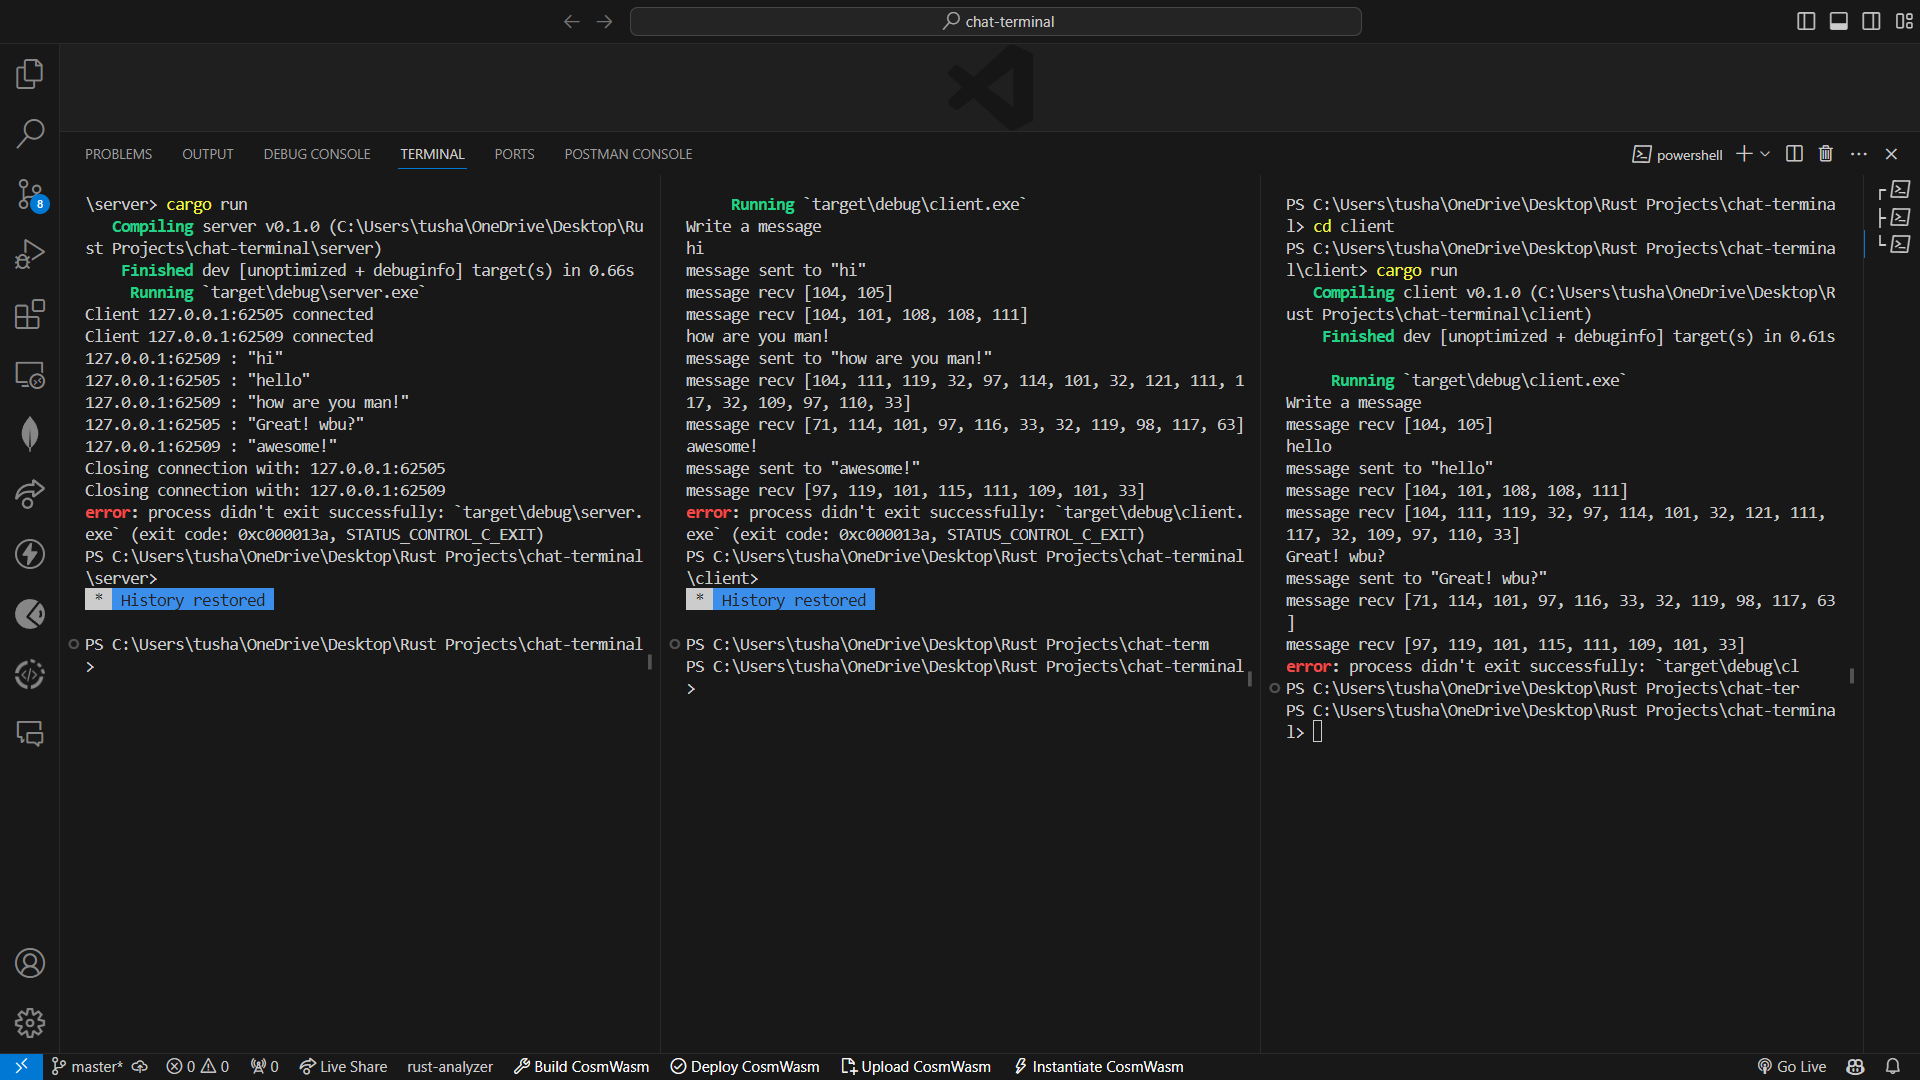 chat-terminal
PROBLEMS OUTPUT DEBUG CONSOLE TERMINAL PORTS POSTMAN CONSOLE
powershell
8
\server> cargo run
Compiling server v0.1.0 (C:\Users\tusha\OneDrive\Desktop\Ru
st Projects\chat-terminal\server)
Finished dev [unoptimized + debuginfo] target(s) in 0.66s
Running `target\debug\server.exe`
Client 127.0.0.1:62505 connected
Client 127.0.0.1:62509 connected
127.0.0.1:62509 : "hi"
127.0.0.1:62505 : "hello"
127.0.0.1:62509 : "how are you man!"
127.0.0.1:62505 : "Great! wbu?"
127.0.0.1:62509 : "awesome!"
Closing connection with: 127.0.0.1:62505
Closing connection with: 127.0.0.1:62509
error: process didn't exit successfully: `target\debug\server.
exe` (exit code: 0xc000013a, STATUS_CONTROL_C_EXIT)
PS C:\Users\tusha\OneDrive\Desktop\Rust Projects\chat-terminal
\server>
* History restored
PS C:\Users\tusha\OneDrive\Desktop\Rust Projects\chat-terminal
>
Running `target\debug\client.exe`
Write a message
hi
message sent to "hi"
message recv [104, 105]
message recv [104, 101, 108, 108, 111]
how are you man!
message sent to "how are you man!"
message recv [104, 111, 119, 32, 97, 114, 101, 32, 121, 111, 1
17, 32, 109, 97, 110, 33]
message recv [71, 114, 101, 97, 116, 33, 32, 119, 98, 117, 63]
awesome!
message sent to "awesome!"
message recv [97, 119, 101, 115, 111, 109, 101, 33]
error: process didn't exit successfully: `target\debug\client.
exe` (exit code: 0xc000013a, STATUS_CONTROL_C_EXIT)
PS C:\Users\tusha\OneDrive\Desktop\Rust Projects\chat-terminal
\client>
* History restored
PS C:\Users\tusha\OneDrive\Desktop\Rust Projects\chat-term
PS C:\Users\tusha\OneDrive\Desktop\Rust Projects\chat-terminal
>
PS C:\Users\tusha\OneDrive\Desktop\Rust Projects\chat-termina
l> cd client
PS C:\Users\tusha\OneDrive\Desktop\Rust Projects\chat-termina
l\client> cargo run
Compiling client v0.1.0 (C:\Users\tusha\OneDrive\Desktop\R
ust Projects\chat-terminal\client)
Finished dev [unoptimized + debuginfo] target(s) in 0.61s
Running `target\debug\client.exe`
Write a message
message recv [104, 105]
hello
message sent to "hello"
message recv [104, 101, 108, 108, 111]
message recv [104, 111, 119, 32, 97, 114, 101, 32, 121, 111,
117, 32, 109, 97, 110, 33]
Great! wbu?
message sent to "Great! wbu?"
message recv [71, 114, 101, 97, 116, 33, 32, 119, 98, 117, 63
]
message recv [97, 119, 101, 115, 111, 109, 101, 33]
error: process didn't exit successfully: `target\debug\cl
PS C:\Users\tusha\OneDrive\Desktop\Rust Projects\chat-ter
PS C:\Users\tusha\OneDrive\Desktop\Rust Projects\chat-termina
l>
master* 0 0 0 Live Share rust-analyzer Build CosmWasm Deploy CosmWasm Upload CosmWasm Instantiate CosmWasm Go Live